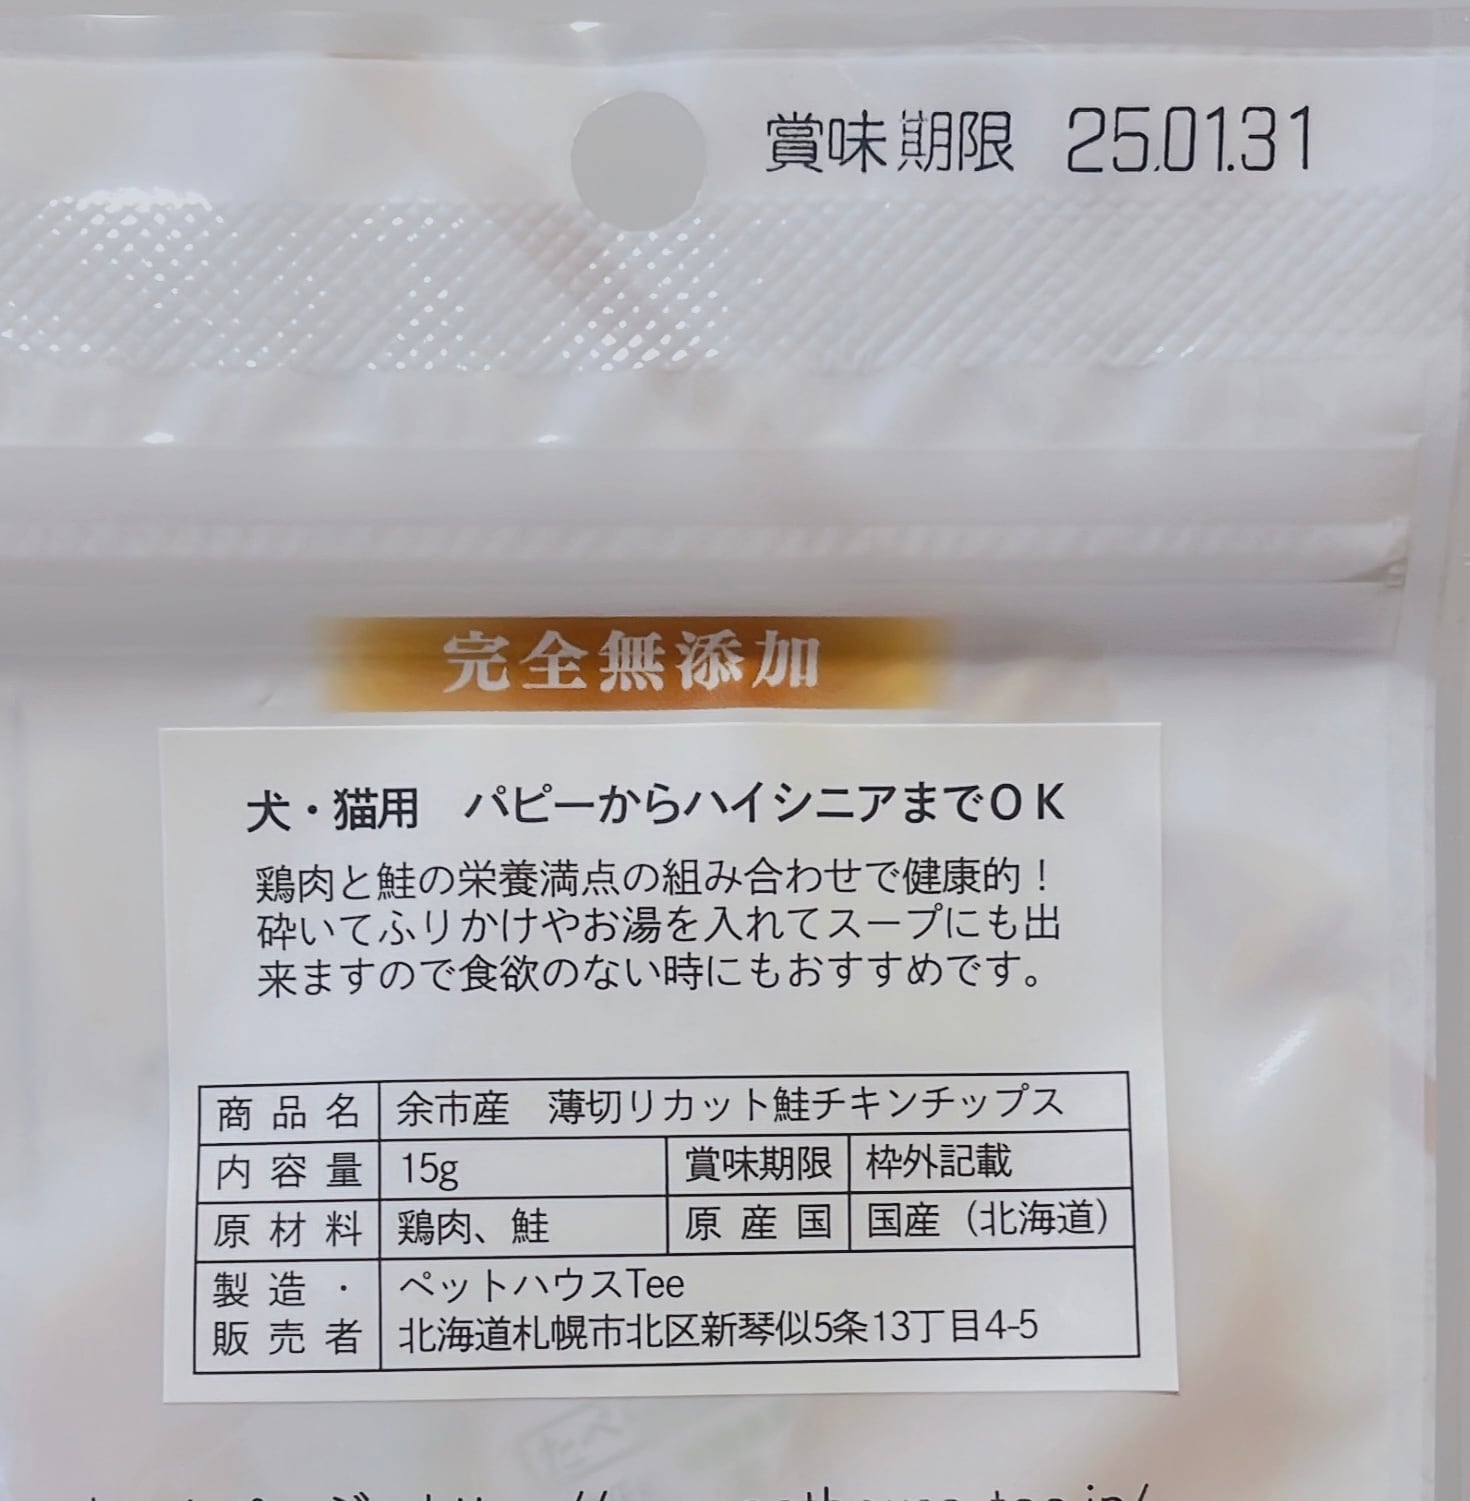 賞味期限 25.01.31
完全無添加
犬・猫用 パピーからハイシニアまでOK
鶏肉と鮭の栄養満点の組み合わせで健康的！
砕いてふりかけやお湯を入れてスープにも出
来ますので食欲のない時にもおすすめです。
商品名 余市産 薄切りカット鮭チキンチップス
内容量 15g 賞味期限 枠外記載
原材料 鶏肉、鮭 原産国 国産（北海道）
製造・ ペットハウスTee
販売者 北海道札幌市北区新琴似5条13丁目4-5